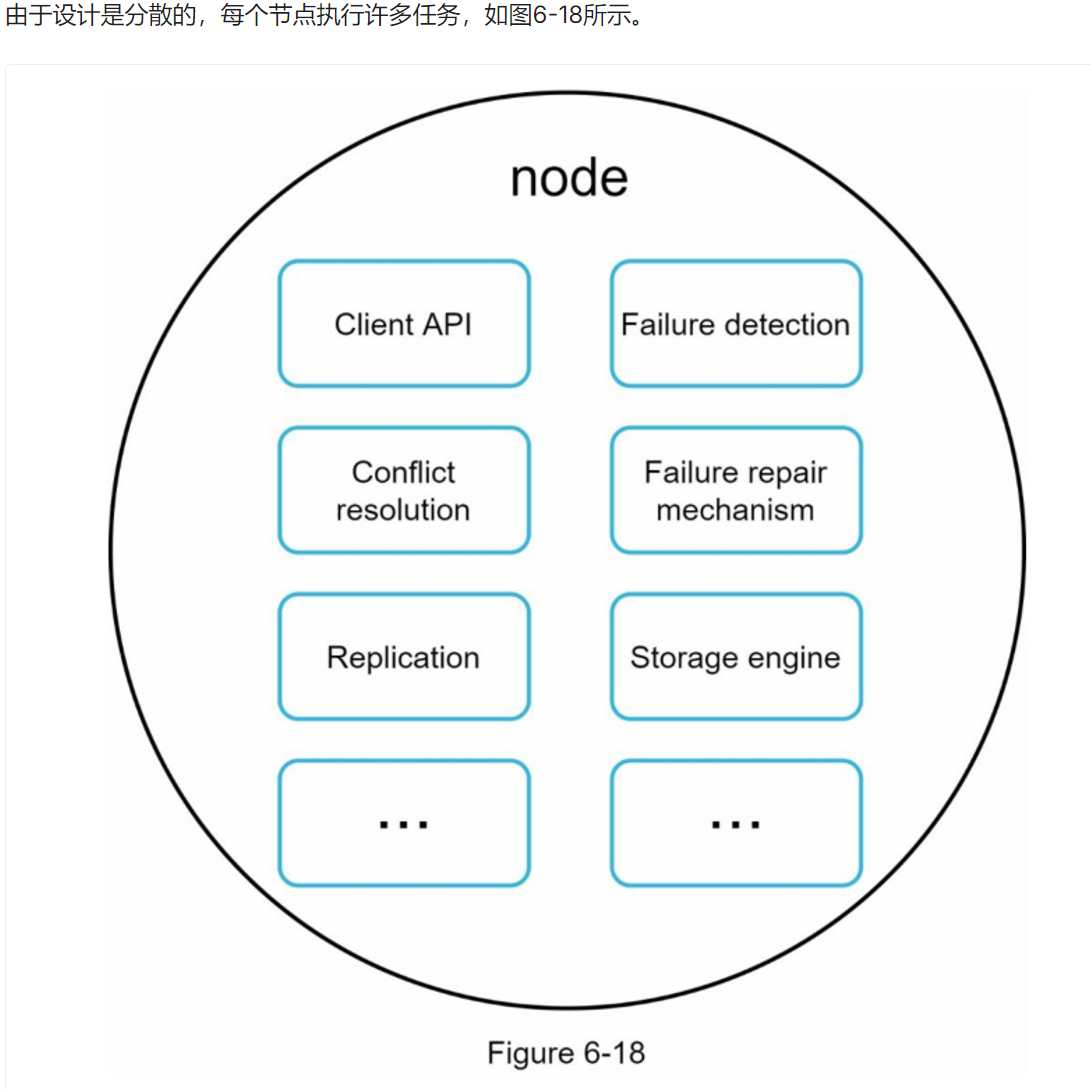 由于设计是分散的，每个节点执行许多任务，如图6-18所示。
node
Client API
Failure detection
Conflict
resolution
Failure repair
mechanism
Replication
Storage engine
...
...
Figure 6-18